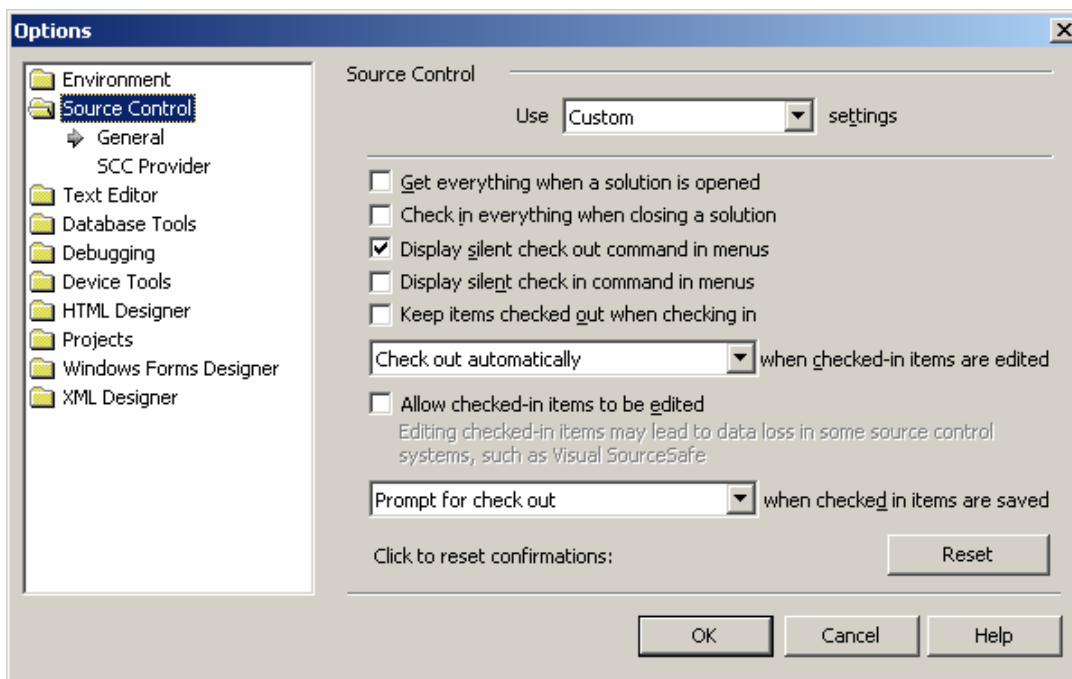 Options
Environment
Source Control
General
SCC Provider
Text Editor
Database Tools
Debugging
Device Tools
HTML Designer
Projects
Windows Forms Designer
XML Designer
Source Control
Use Custom settings
Get everything when a solution is opened
Check in everything when closing a solution
Display silent check out command in menus
Display silent check in command in menus
Keep items checked out when checking in
Check out automatically when checked-in items are edited
Allow checked-in items to be edited
Editing checked-in items may lead to data loss in some source control
systems, such as Visual SourceSafe
Prompt for check out when checked in items are saved
Click to reset confirmations: Reset
OK Cancel Help